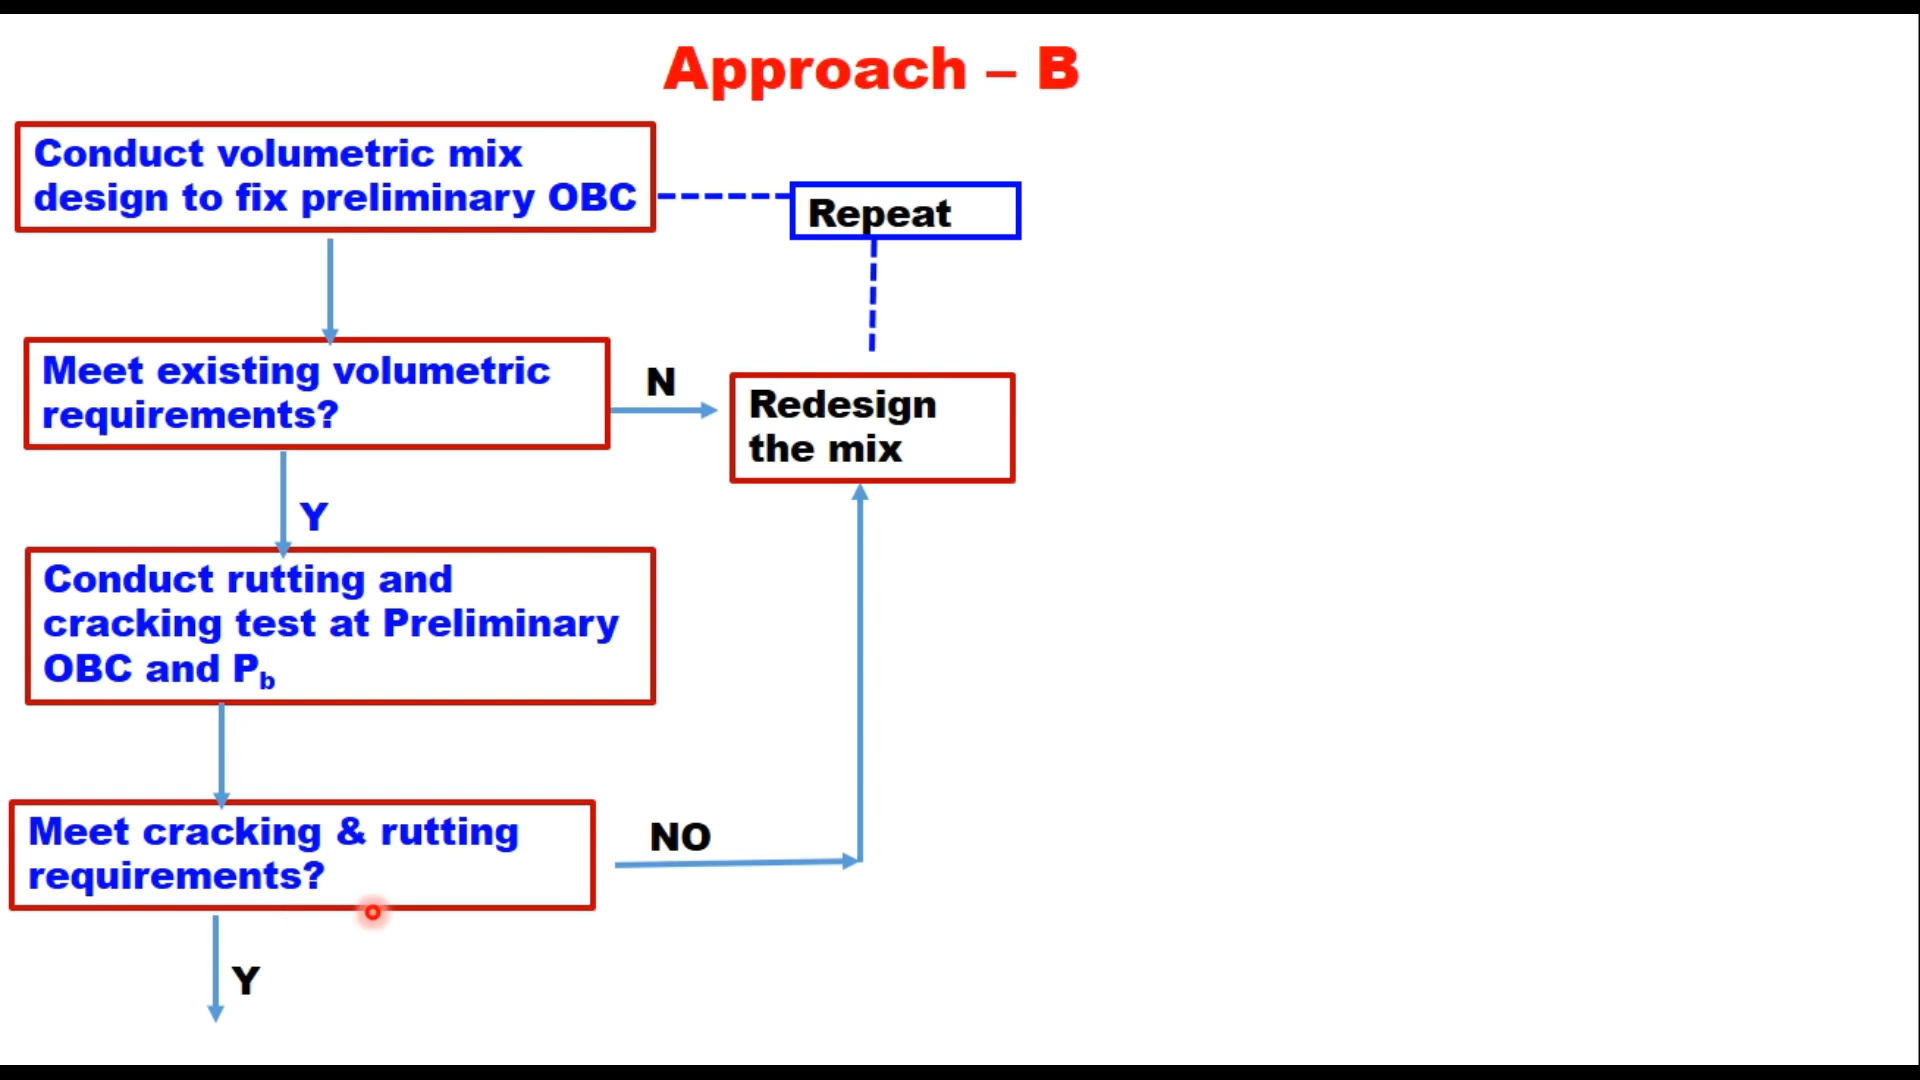 Approach – B
Conduct volumetric mix
design to fix preliminary OBC
Repeat
Meet existing volumetric
requirements?
N
Redesign
the mix
Y
Conduct rutting and
cracking test at Preliminary
OBC and P_b
Meet cracking & rutting
requirements?
NO
Y